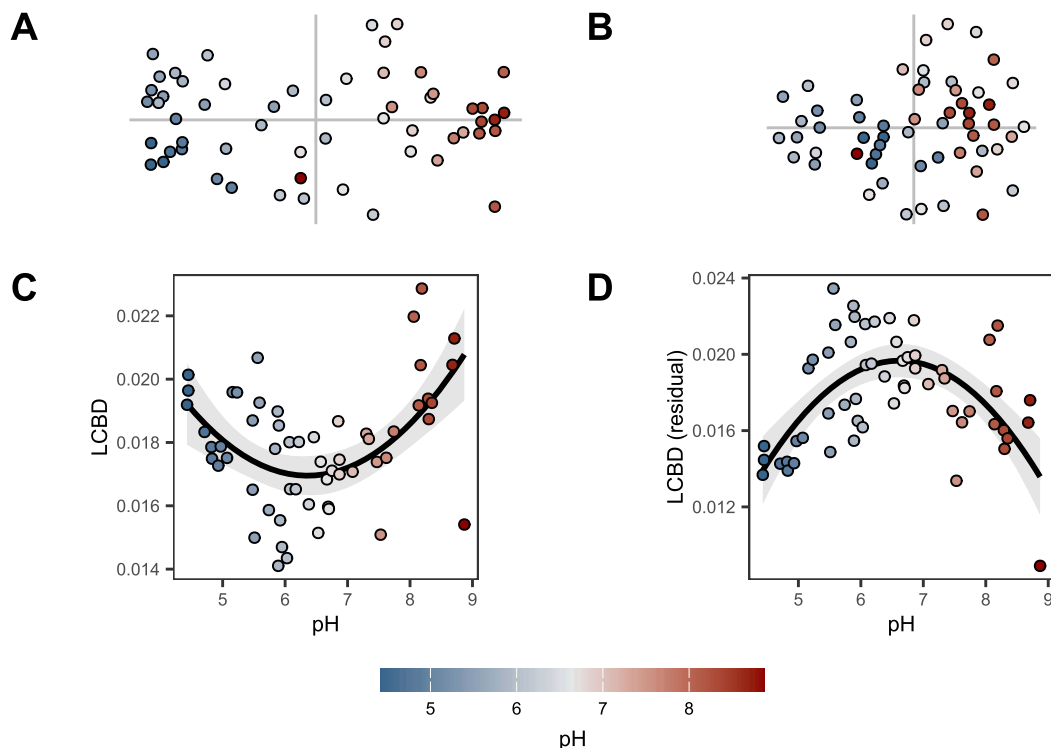 A
B
C
D
LCBD
0.022
0.020
0.018
0.016
0.014
5 6 7 8 9
pH
LCBD (residual)
0.024
0.020
0.016
0.012
5 6 7 8 9
pH
5 6 7 8
pH